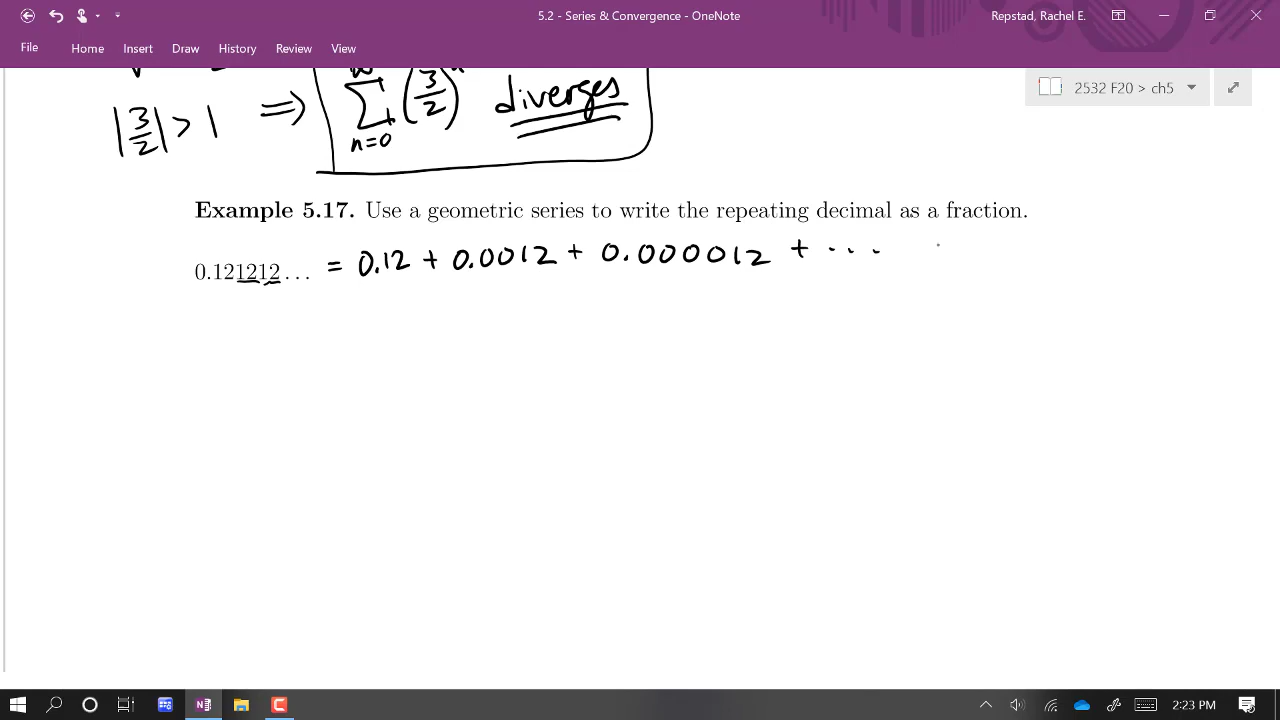 5.2 - Series & Convergence - OneNote
Repstad, Rachel E.
File Home Insert Draw History View
2532 F20 > ch5
|3/2| > 1 ⟹ ∑ n=0 (3/2) diverges
Example 5.17. Use a geometric series to write the repeating decimal as a fraction.
0.121212... = 0.12 + 0.0012 + 0.000012 + ...
2:23 PM